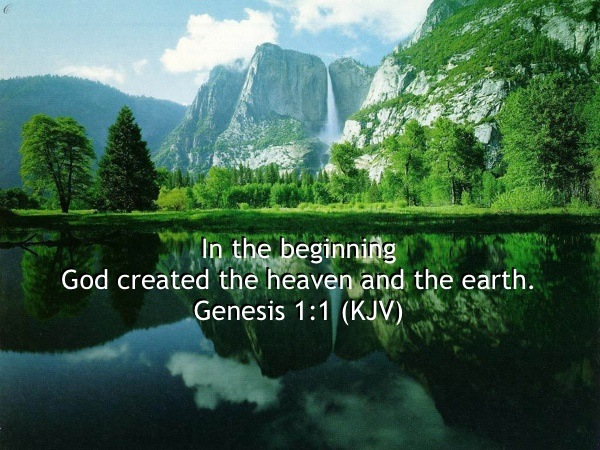 In the beginning
God created the heaven and the earth.
Genesis 1:1 (KJV)